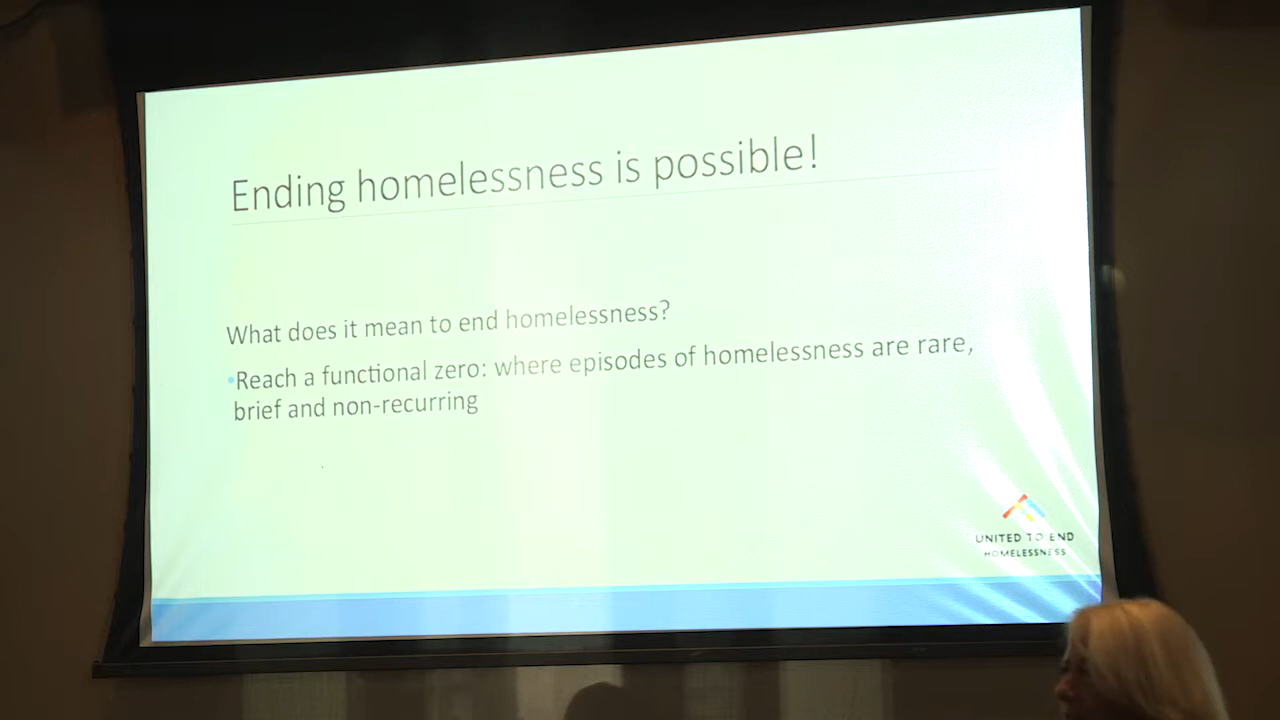 Ending homelessness is possible!
What does it mean to end homelessness?
•Reach a functional zero: where episodes of homelessness are rare,
brief and non-recurring
UNITED TO END
HOMELESSNESS